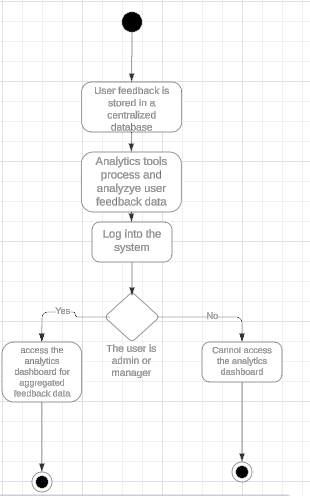 User feedback is
stored in a
centralized
database
Analytics tools
process and
analyzye user
feedback data
Log into the
system
Yes
No
The user is
admin or
manager
access the
analytics
dashboard for
aggregated
feedback data
Cannot access
the analytics
dashboard